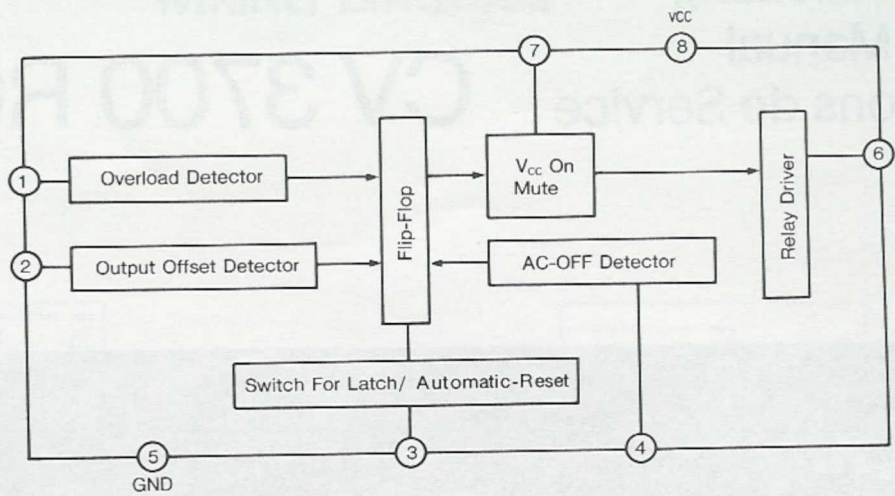 VCC
7
8
Manual
ons de Service
CV 3700 R
1
Overload Detector
Flip-Flop
V_CC On
Mute
Relay Driver
6
2
Output Offset Detector
AC-OFF Detector
Switch For Latch/ Automatic-Reset
5
GND
3
4